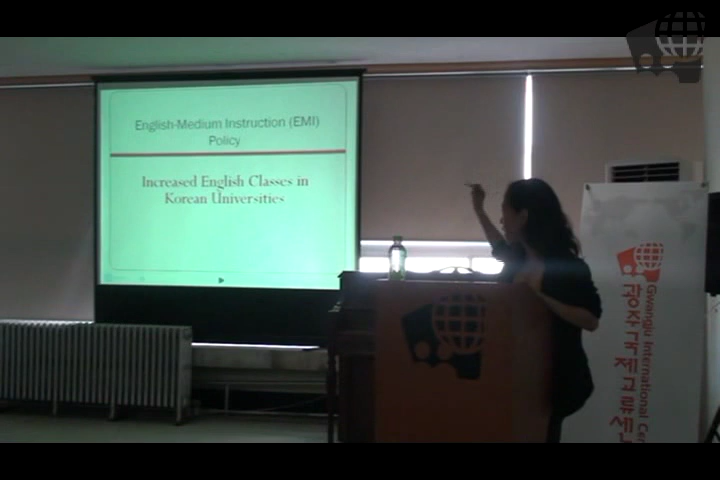 English-Medium Instruction (EMI)
Policy
Increased English Classes in
Korean Universities
Gwangju International Cen
광주국제교류센